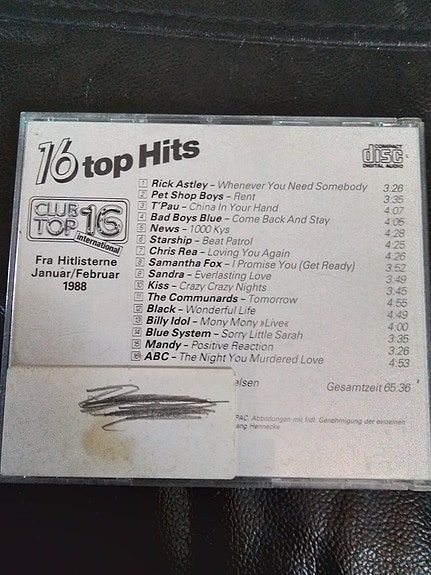 16 top Hits
COMPACT
disc
DIGITAL AUDIO
CLUB
TOP 16
international
Fra Hitlisterne
Januar/Februar
1988
1 Rick Astley – Whenever You Need Somebody 3:26
2 Pet Shop Boys – Rent 3:35
3 T'Pau – China In Your Hand 4:07
4 Bad Boys Blue – Come Back And Stay 4:05
5 News – 1000 Kys 4:28
6 Starship – Beat Patrol 4:25
7 Chris Rea – Loving You Again 4:26
8 Samantha Fox – I Promise You (Get Ready) 3:52
9 Sandra – Everlasting Love 3:49
10 Kiss – Crazy Crazy Nights 3:45
11 The Communards – Tomorrow 4:55
12 Black – Wonderful Life 4:49
13 Billy Idol – Mony Mony »Live« 4:00
14 Blue System – Sorry Little Sarah 3:35
15 Mandy – Positive Reaction 3:26
16 ABC – The Night You Murdered Love 4:53
elsen Gesamtzeit 65:36
PAC. Abbildungen mit frdl. Genehmigung der einzelnen
ang Hennecke